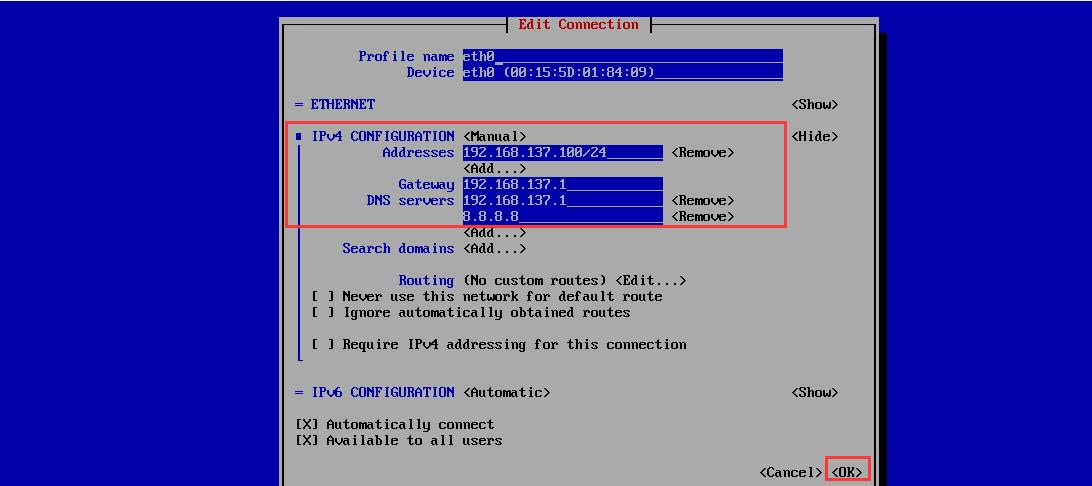 Edit Connection
Profile name eth0
Device eth0 (00:15:5D:01:84:09)
= ETHERNET <Show>
IPv4 CONFIGURATION <Manual> <Hide>
Addresses 192.168.137.100/24 <Remove>
<Add...>
Gateway 192.168.137.1
DNS servers 192.168.137.1 <Remove>
8.8.8.8 <Remove>
<Add...>
Search domains <Add...>
Routing (No custom routes) <Edit...>
[ ] Never use this network for default route
[ ] Ignore automatically obtained routes
[ ] Require IPv4 addressing for this connection
= IPv6 CONFIGURATION <Automatic> <Show>
[X] Automatically connect
[X] Available to all users
<Cancel> <OK>